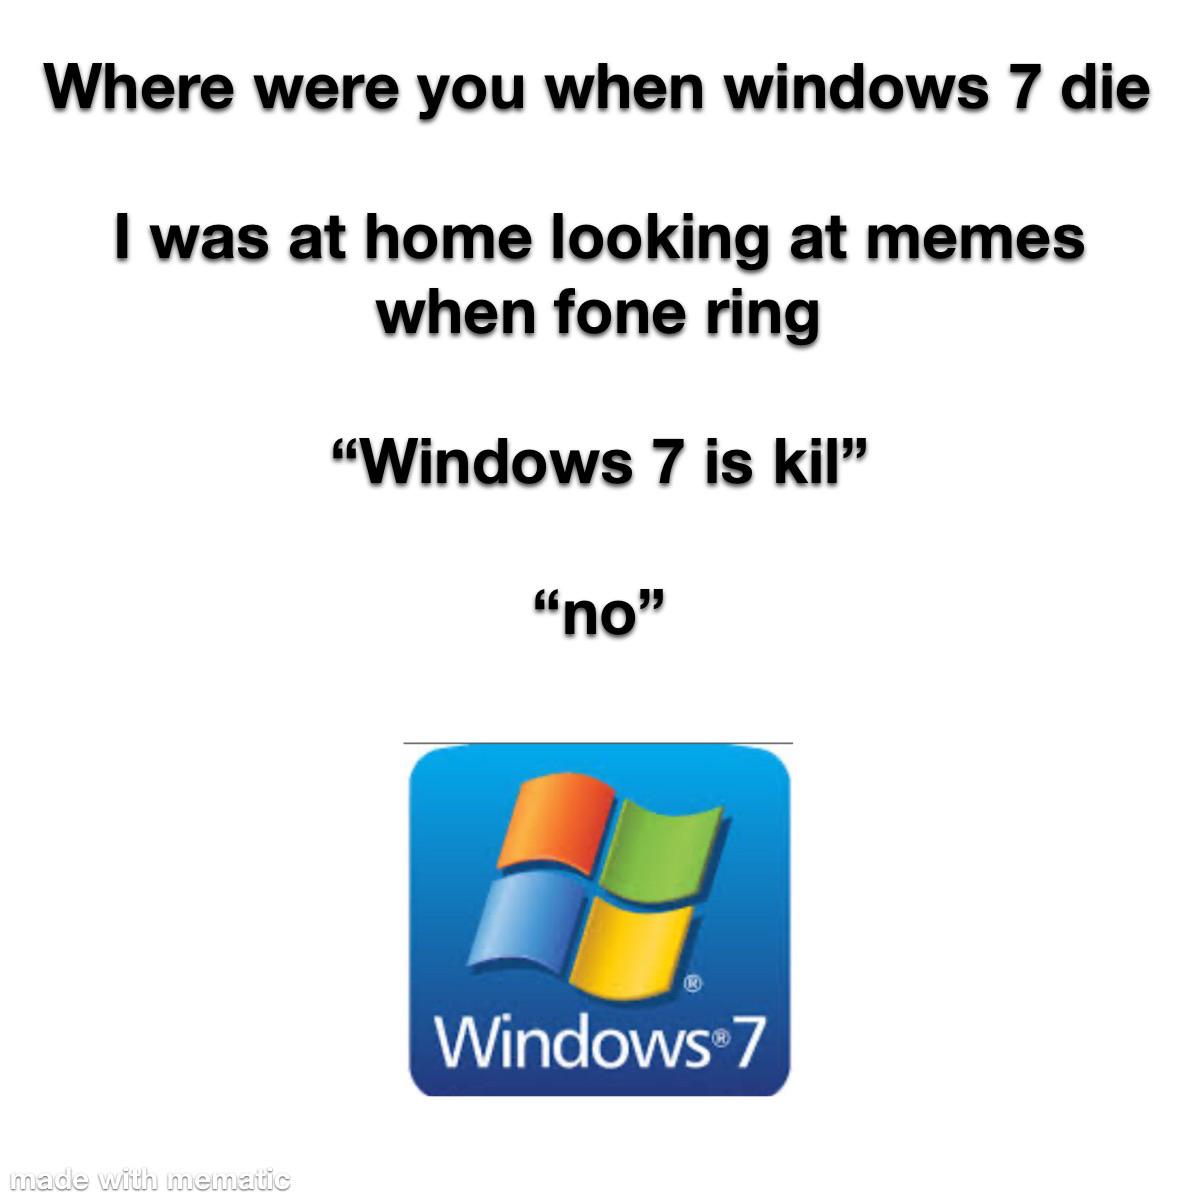 Where were you when windows 7 die
I was at home looking at memes
when fone ring
“Windows 7 is kil”
“no”
®
Windows®7
made with mematic